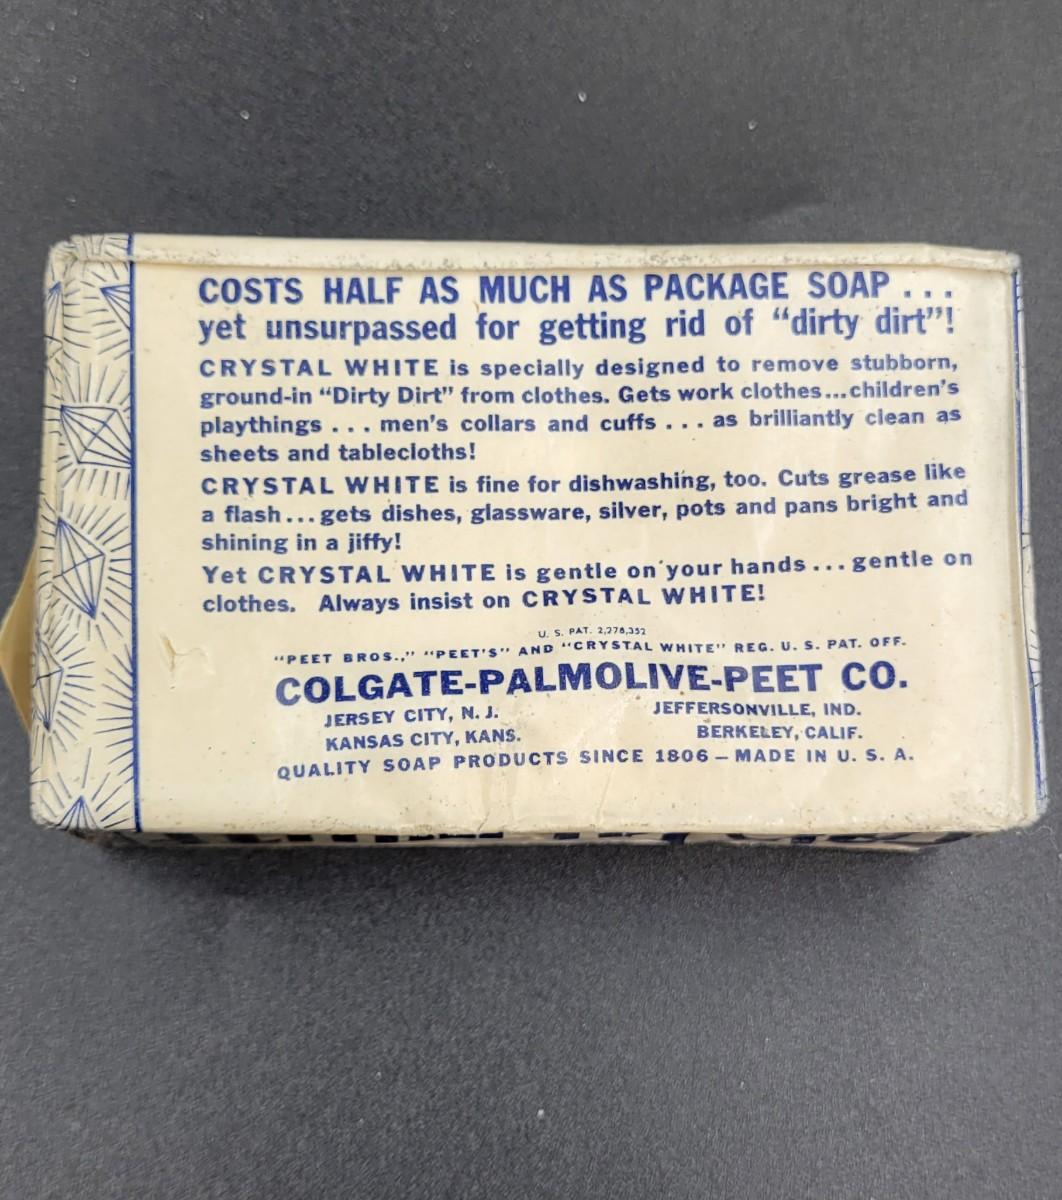 COSTS HALF AS MUCH AS PACKAGE SOAP . . .
yet unsurpassed for getting rid of “dirty dirt”!
CRYSTAL WHITE is specially designed to remove stubborn,
ground-in “Dirty Dirt” from clothes. Gets work clothes...children's
playthings . . . men's collars and cuffs . . . as brilliantly clean as
sheets and tablecloths!
CRYSTAL WHITE is fine for dishwashing, too. Cuts grease like
a flash...gets dishes, glassware, silver, pots and pans bright and
shining in a jiffy!
Yet CRYSTAL WHITE is gentle on your hands . . . gentle on
clothes. Always insist on CRYSTAL WHITE!
U. S. PAT. 2,278,352
"PEET BROS.," "PEET'S" AND "CRYSTAL WHITE" REG. U. S. PAT. OFF.
COLGATE-PALMOLIVE-PEET CO.
JERSEY CITY, N. J. JEFFERSONVILLE, IND.
KANSAS CITY, KANS. BERKELEY, CALIF.
QUALITY SOAP PRODUCTS SINCE 1806 – MADE IN U. S. A.